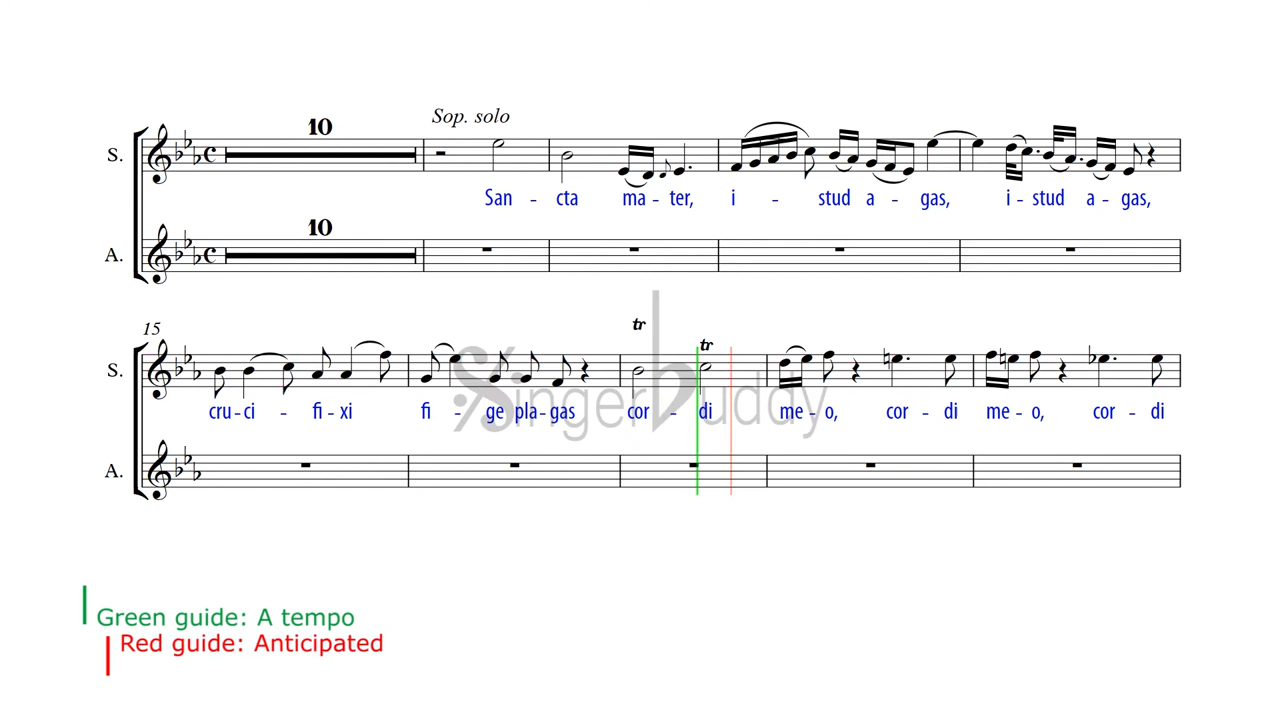 Sop. solo
10
S.
San - cta ma - ter, i - stud a - gas, i - stud a - gas,
10
A.
15
tr tr
S.
cru - ci - fi - xi fi - ge pla - gas cor - di me - o, cor - di me - o, cor - di
Singerbuddy
A.
Green guide: A tempo
Red guide: Anticipated